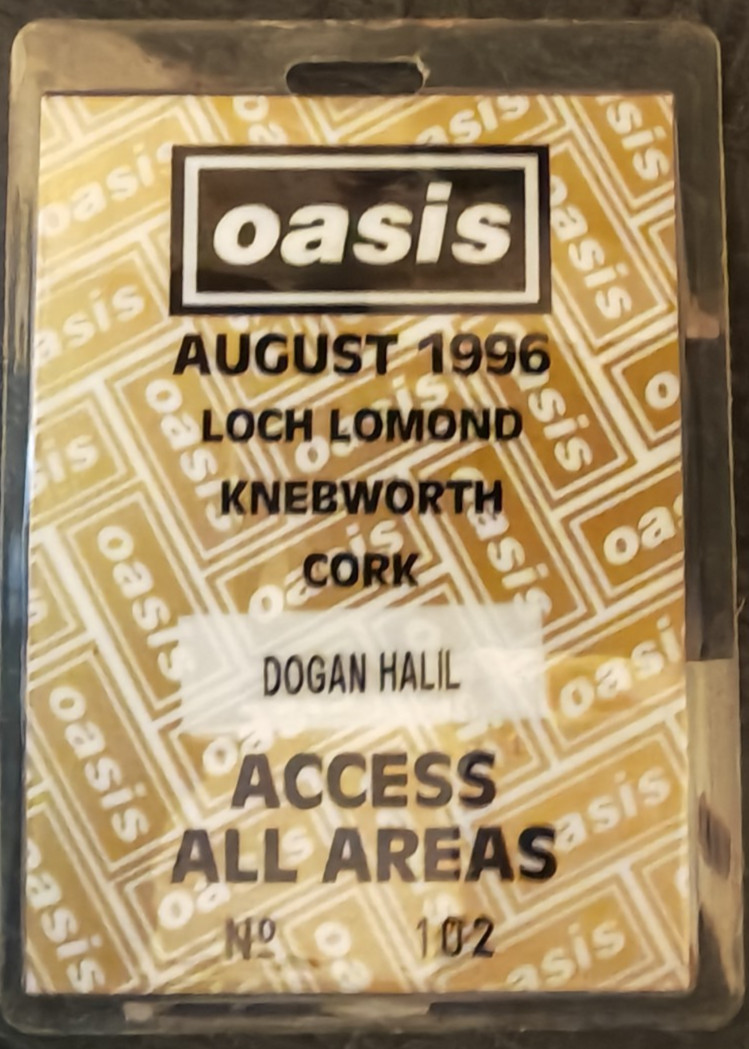 oasis
AUGUST 1996
LOCH LOMOND
KNEBWORTH
CORK
DOGAN HALIL
ACCESS
ALL AREAS
Nº 102